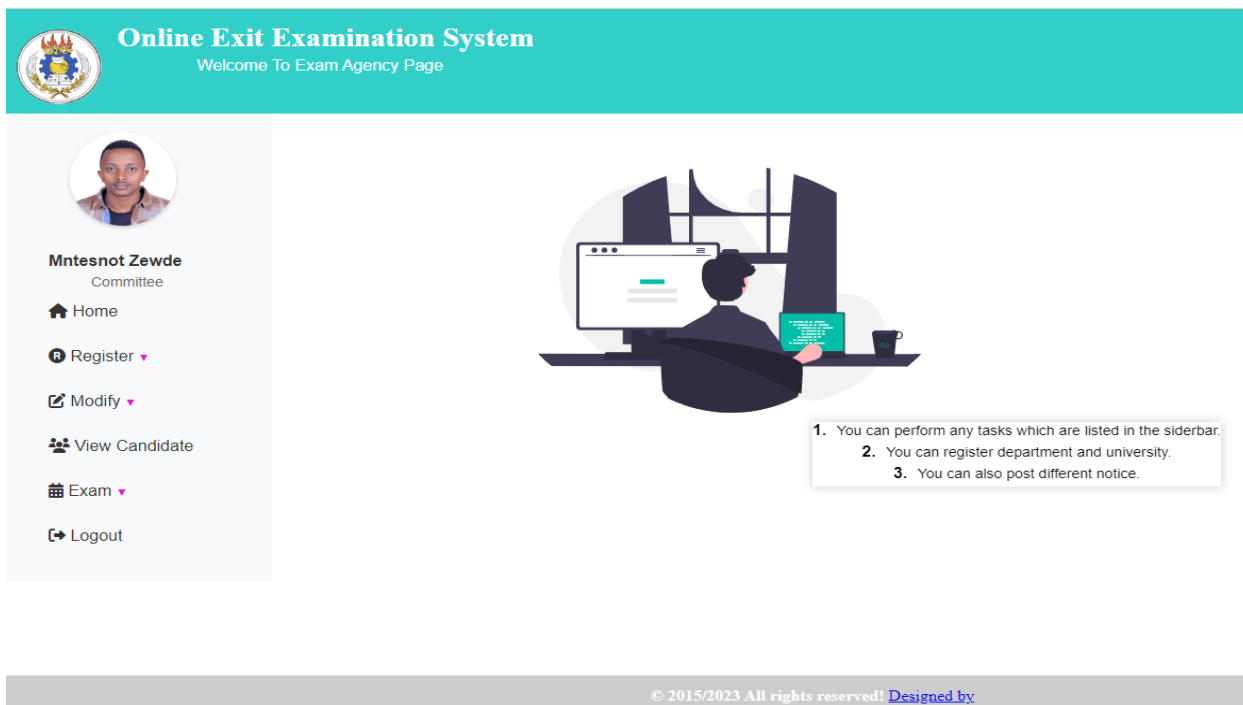 Online Exit Examination System
Welcome To Exam Agency Page
Mntesnot Zewde
Committee
Home
Register
Modify
View Candidate
Exam
Logout
1. You can perform any tasks which are listed in the siderbar.
2. You can register department and university.
3. You can also post different notice.
© 2015/2023 All rights reserved! Designed by